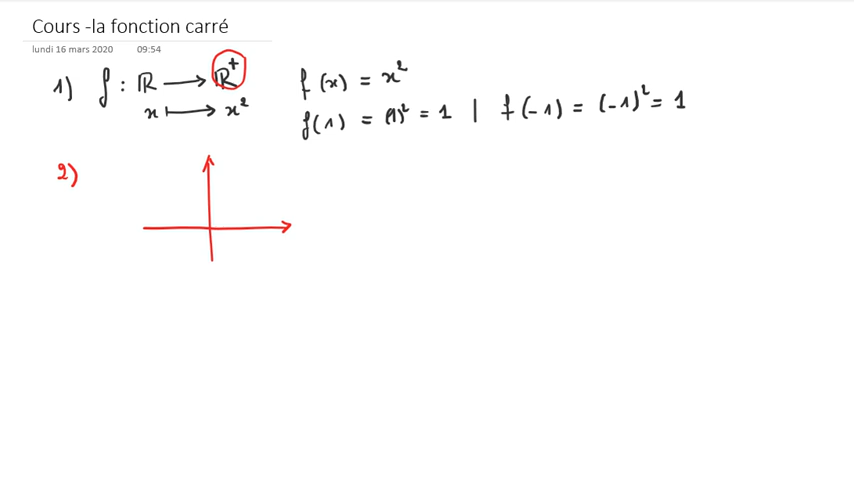 Cours -la fonction carré
lundi 16 mars 2020 09:54
1) f : ℝ ⟶ ℝ⁺ f(x) = x²
x ⟼ x² f(1) = (1)² = 1 | f(-1) = (-1)² = 1
2)